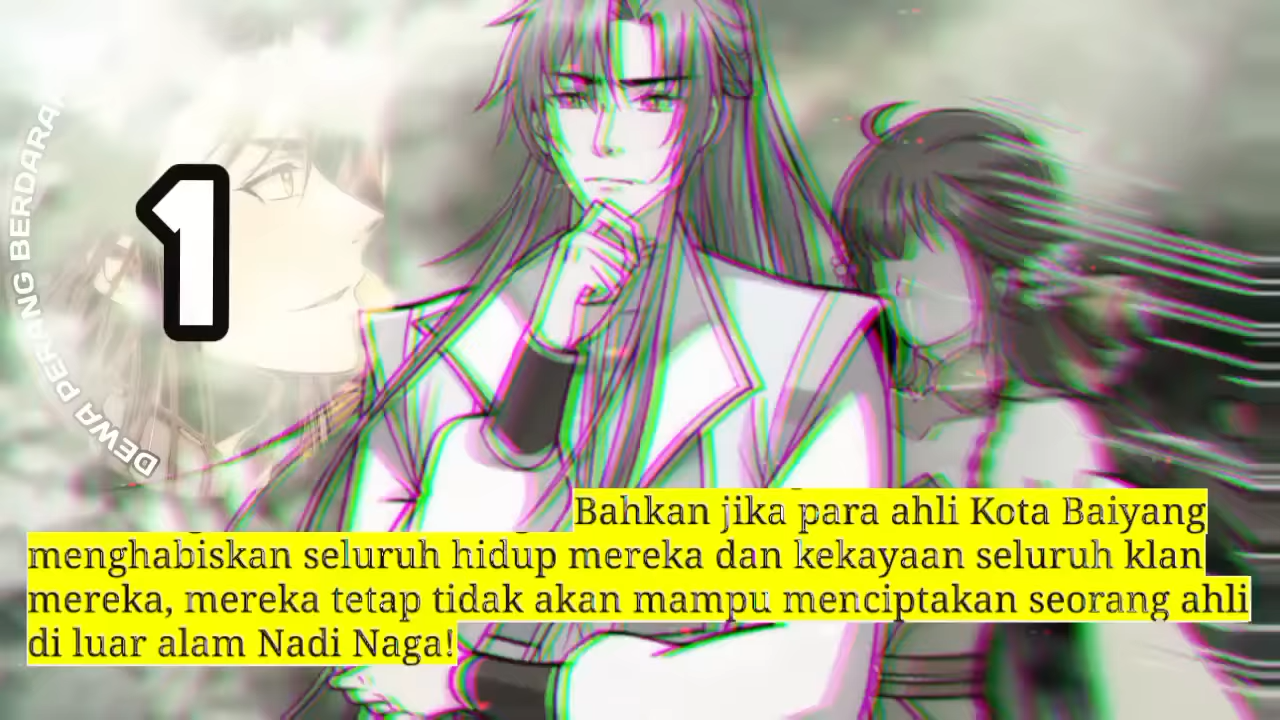 DEWA PERANG BERDARA
1
Bahkan jika para ahli Kota Baiyang
menghabiskan seluruh hidup mereka dan kekayaan seluruh klan
mereka, mereka tetap tidak akan mampu menciptakan seorang ahli
di luar alam Nadi Naga!